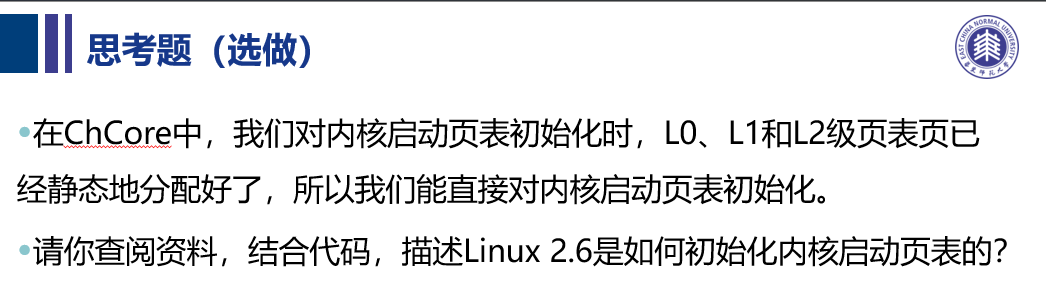 思考题（选做）
EAST CHINA NORMAL UNIVERSITY
华东师范大学
•在ChCore中，我们对内核启动页表初始化时，L0、L1和L2级页表页已
经静态地分配好了，所以我们能直接对内核启动页表初始化。
•请你查阅资料，结合代码，描述Linux 2.6是如何初始化内核启动页表的？